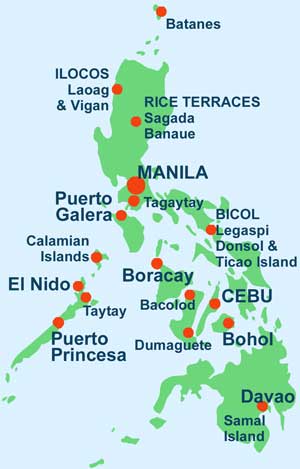 Batanes
ILOCOS
Laoag
& Vigan
RICE TERRACES
Sagada
Banaue
MANILA
Tagaytay
Puerto
Galera
BICOL
Legaspi
Donsol &
Ticao Island
Calamian
Islands
Boracay
El Nido
Taytay
Bacolod
CEBU
Puerto
Princesa
Dumaguete
Bohol
Davao
Samal
Island